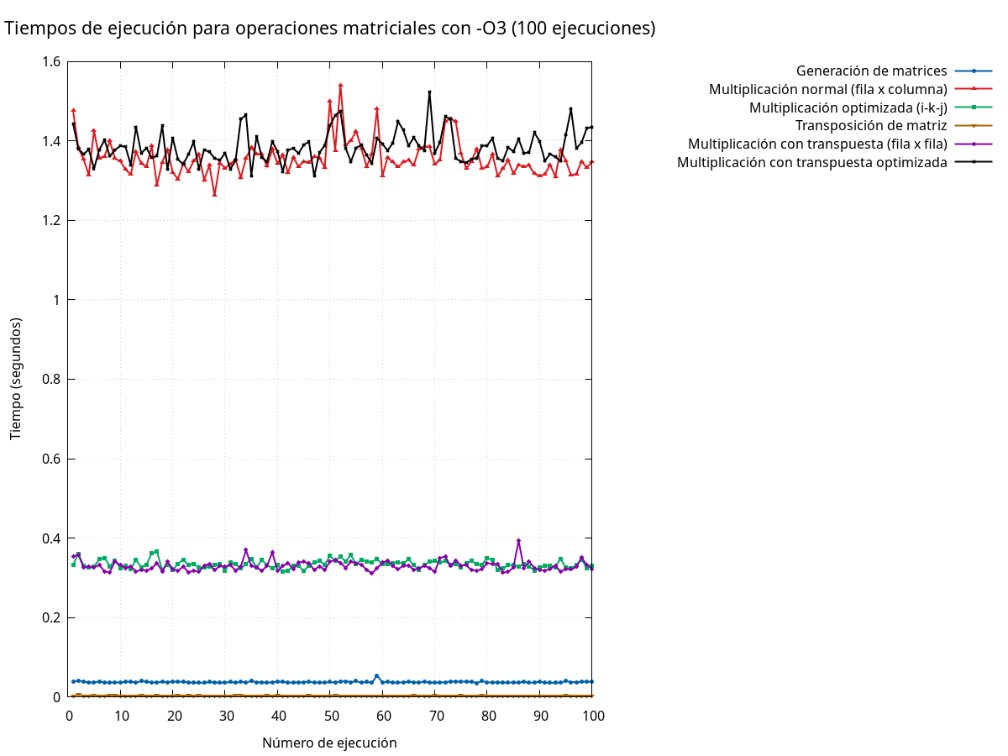 Tiempos de ejecución para operaciones matriciales con -O3 (100 ejecuciones)
Generación de matrices
Multiplicación normal (fila x columna)
Multiplicación optimizada (i-k-j)
Transposición de matriz
Multiplicación con transpuesta (fila x fila)
Multiplicación con transpuesta optimizada
Tiempo (segundos)
1.6
1.4
1.2
1
0.8
0.6
0.4
0.2
0
0 10 20 30 40 50 60 70 80 90 100
Número de ejecución